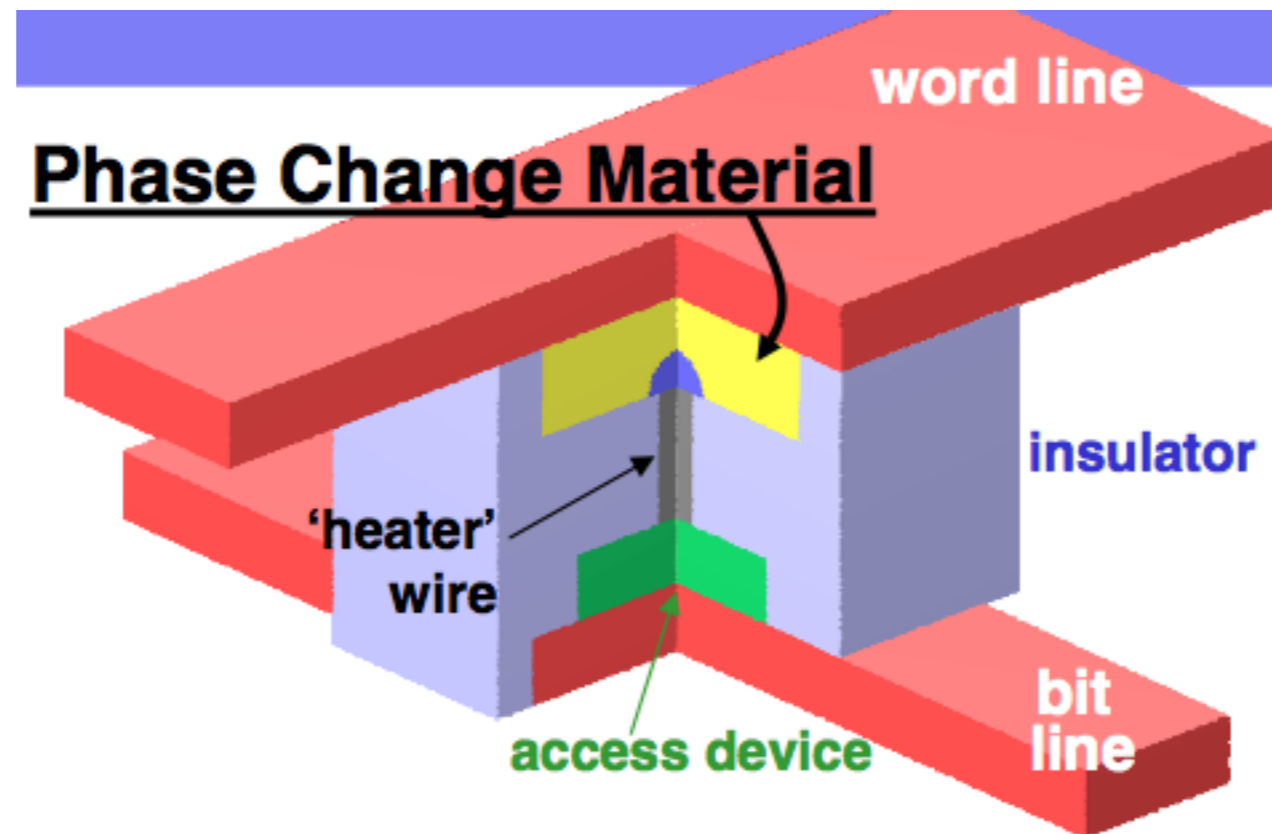 word line
Phase Change Material
insulator
‘heater’
wire
bit
line
access device